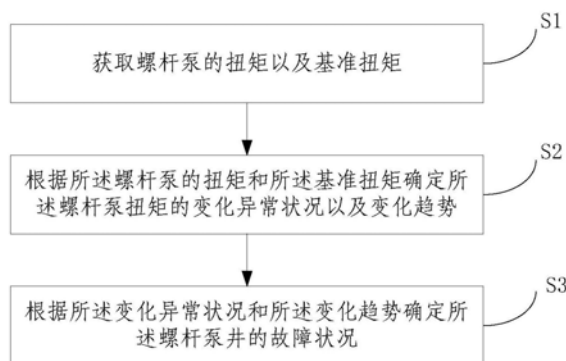 S1
获取螺杆泵的扭矩以及基准扭矩
S2
根据所述螺杆泵的扭矩和所述基准扭矩确定所
述螺杆泵扭矩的变化异常状况以及变化趋势
S3
根据所述变化异常状况和所述变化趋势确定所
述螺杆泵井的故障状况